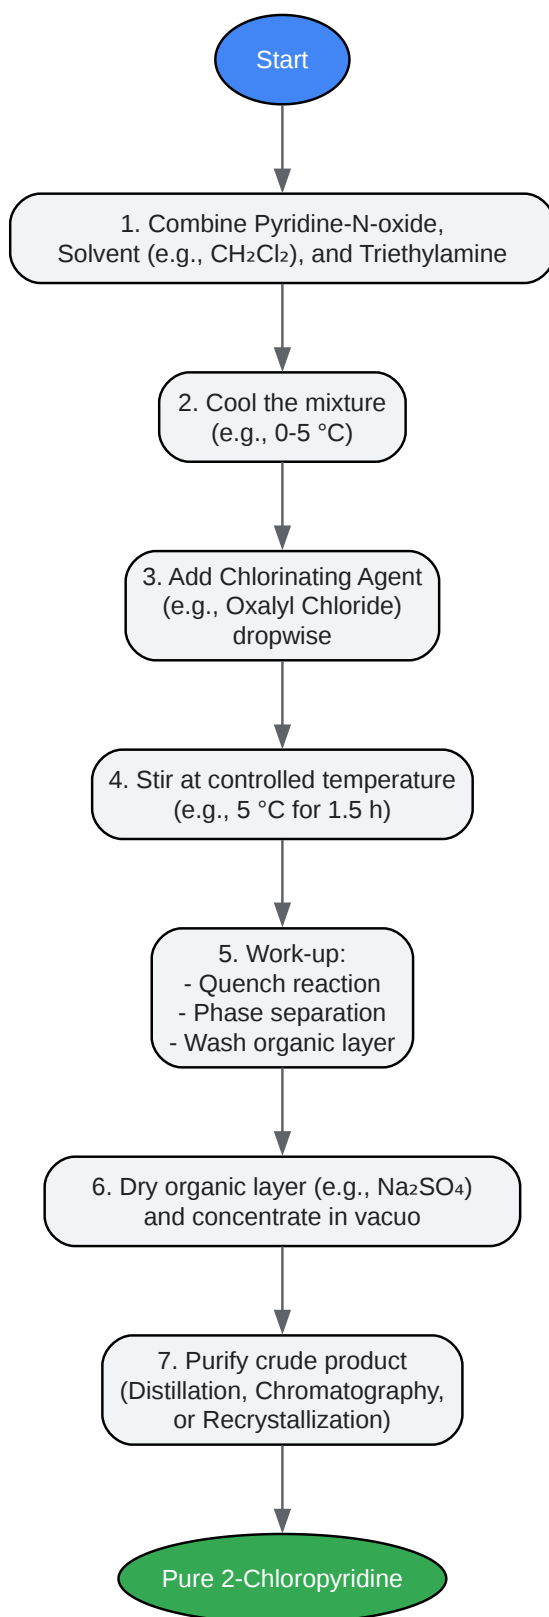 Start
1. Combine Pyridine-N-oxide,
Solvent (e.g., CH₂Cl₂), and Triethylamine
2. Cool the mixture
(e.g., 0-5 °C)
3. Add Chlorinating Agent
(e.g., Oxalyl Chloride)
dropwise
4. Stir at controlled temperature
(e.g., 5 °C for 1.5 h)
5. Work-up:
- Quench reaction
- Phase separation
- Wash organic layer
6. Dry organic layer (e.g., Na₂SO₄)
and concentrate in vacuo
7. Purify crude product
(Distillation, Chromatography,
or Recrystallization)
Pure 2-Chloropyridine